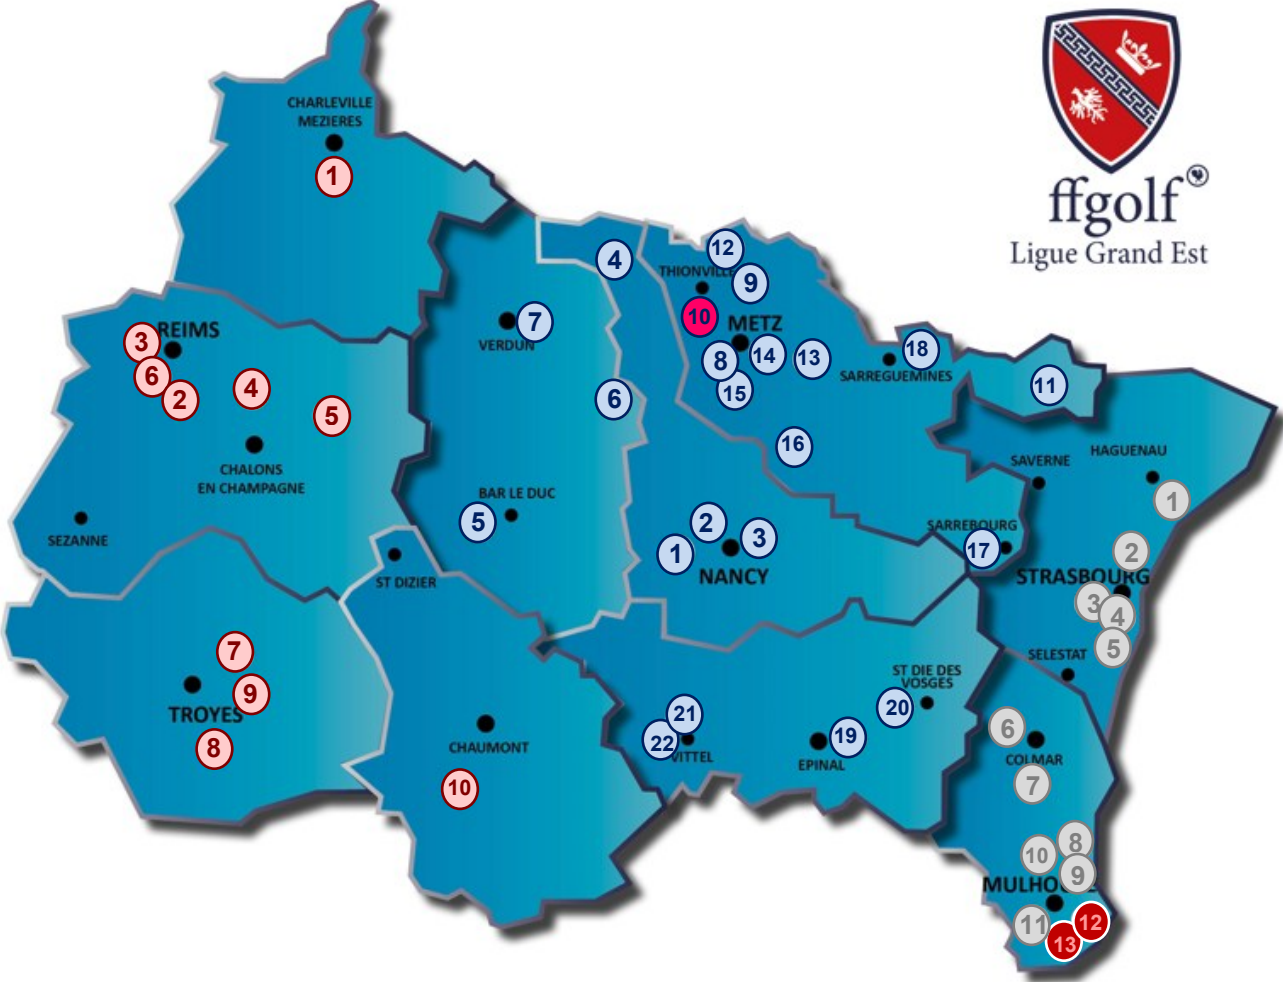 CHARLEVILLE
MEZIERES
1
ffgolf
Ligue Grand Est
12
4
THIONVILLE
9
10
7
VERDUN
METZ
REIMS
3
6
2
4
5
8
14
13
15
18
SARREGUEMINES
11
6
16
CHALONS
EN CHAMPAGNE
SEZANNE
BAR LE DUC
5
2
1
3
NANCY
ST DIZIER
SAVERNE
HAGUENAU
1
SARREBOURG
17
2
STRASBOURG
3
4
5
SELESTAT
7
9
TROYES
8
CHAUMONT
10
21
22
VITTEL
19
EPINAL
ST DIE DES
VOSGES
20
6
COLMAR
7
8
10
9
11
12
13